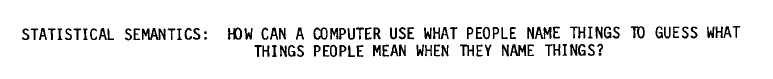 STATISTICAL SEMANTICS: HOW CAN A COMPUTER USE WHAT PEOPLE NAME THINGS TO GUESS WHAT
THINGS PEOPLE MEAN WHEN THEY NAME THINGS?